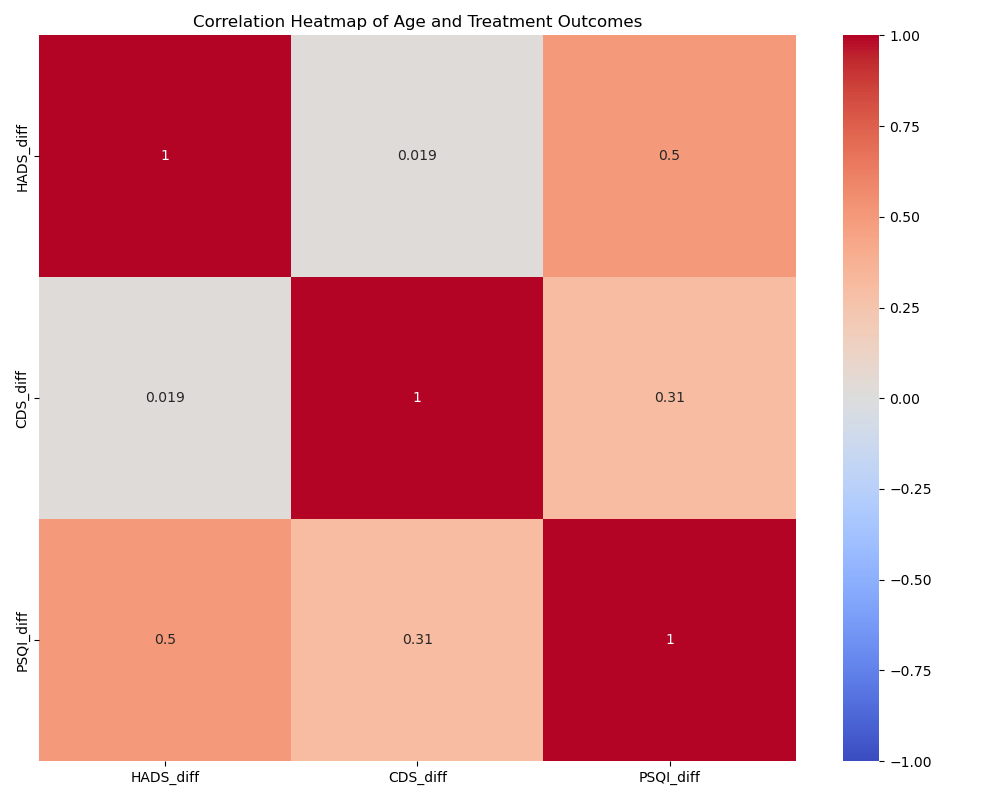 Correlation Heatmap of Age and Treatment Outcomes
HADS_diff
1
0.019
0.5
CDS_diff
0.019
1
0.31
PSQI_diff
0.5
0.31
1
HADS_diff
CDS_diff
PSQI_diff
1.00
0.75
0.50
0.25
0.00
−0.25
−0.50
−0.75
−1.00